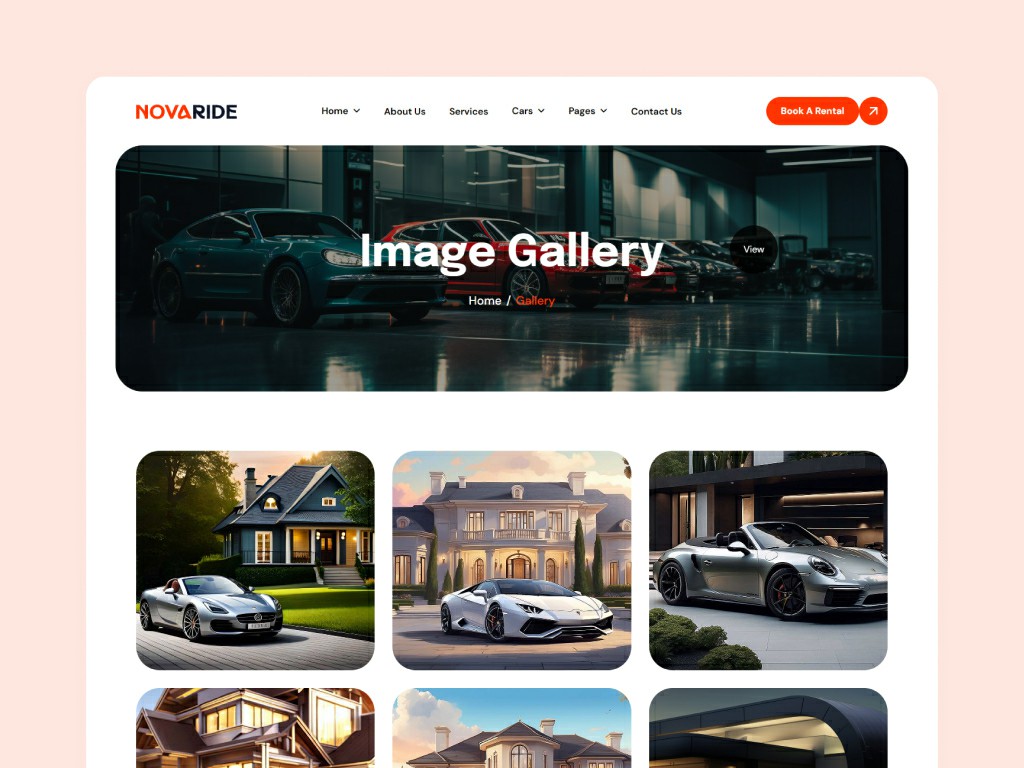 NOVARIDE
Home About Us Services Cars Pages Contact Us
Book A Rental
Image Gallery
View
Home / Gallery